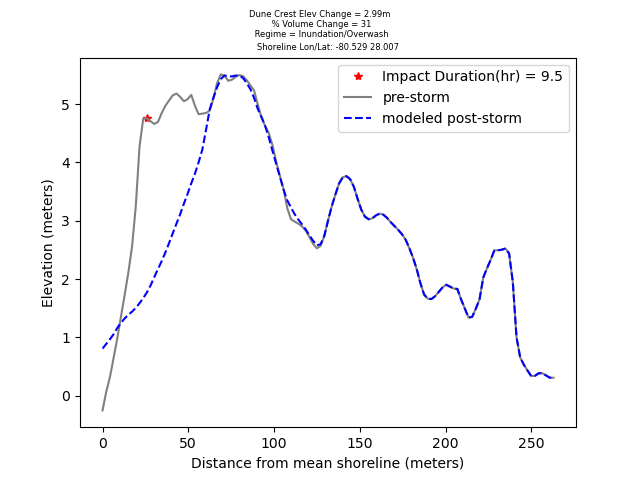 Dune Crest Elev Change = 2.99m
% Volume Change = 31
Regime = Inundation/Overwash
Shoreline Lon/Lat: -80.529 28.007
Impact Duration(hr) = 9.5
pre-storm
modeled post-storm
Elevation (meters)
5
4
3
2
1
0
0 50 100 150 200 250
Distance from mean shoreline (meters)